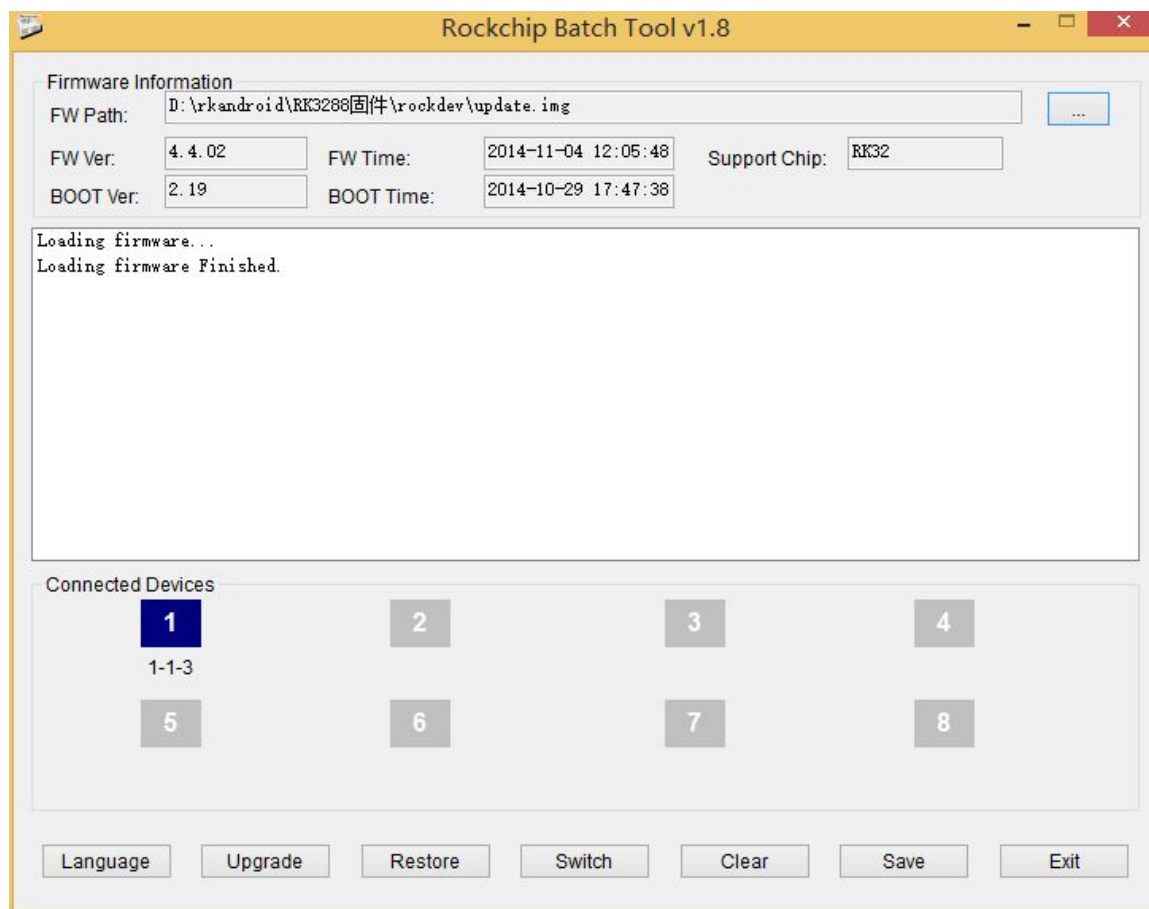 Rockchip Batch Tool v1.8
Firmware Information
FW Path: D:\rkandroid\RK3288固件\rockdev\update.img ...
FW Ver: 4.4.02 FW Time: 2014-11-04 12:05:48 Support Chip: RK32
BOOT Ver: 2.19 BOOT Time: 2014-10-29 17:47:38
Loading firmware...
Loading firmware Finished.
Connected Devices
1 2 3 4
1-1-3
5 6 7 8
Language Upgrade Restore Switch Clear Save Exit